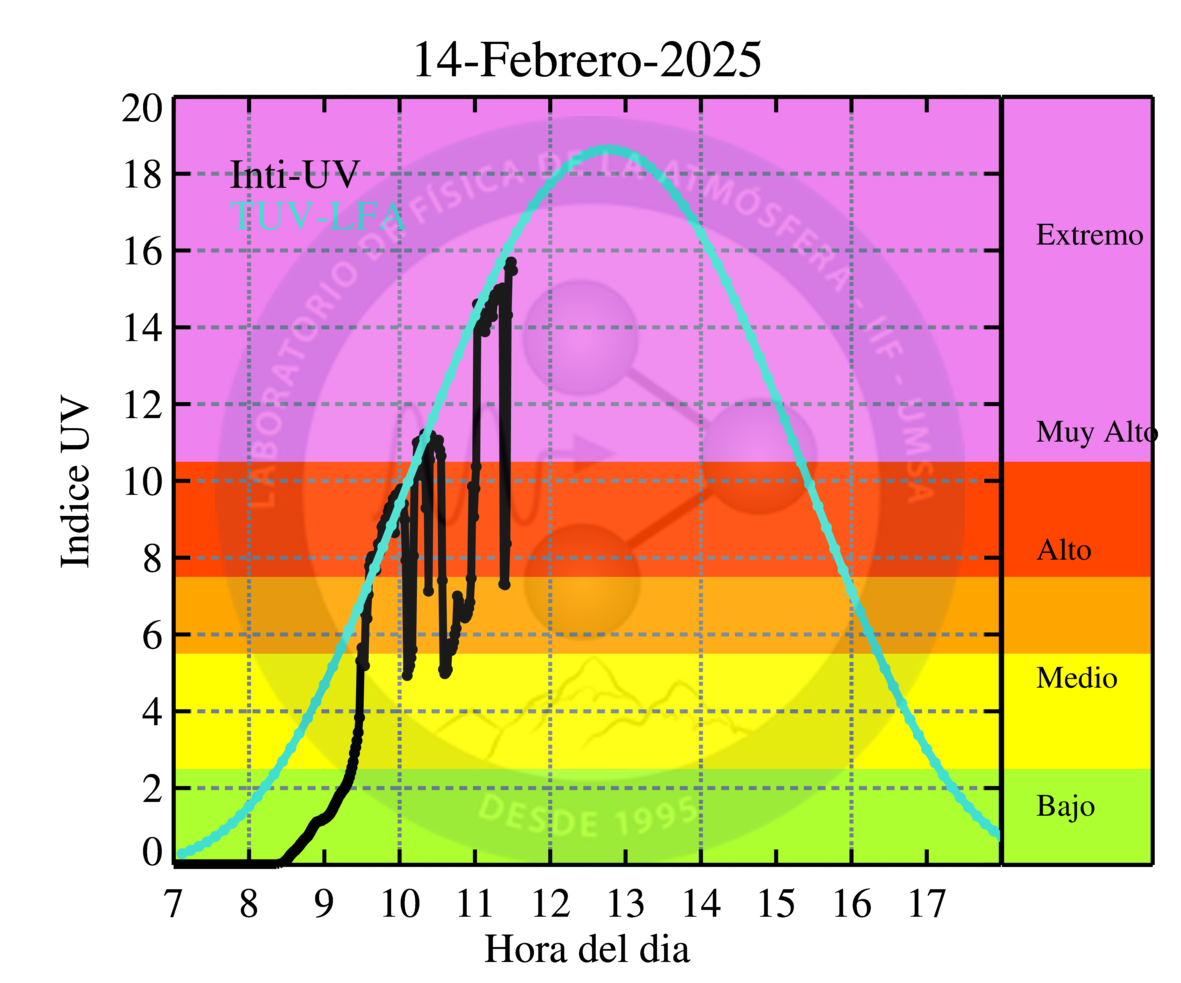 14-Febrero-2025
Indice UV
20
18
16
14
12
10
8
6
4
2
0
Inti-UV
TUV-LFA
LABORATORIO DE FÍSICA DE LA ATMÓSFERA - IIF - UMSA
DESDE 1995
Extremo
Muy Alto
Alto
Medio
Bajo
7 8 9 10 11 12 13 14 15 16 17
Hora del dia